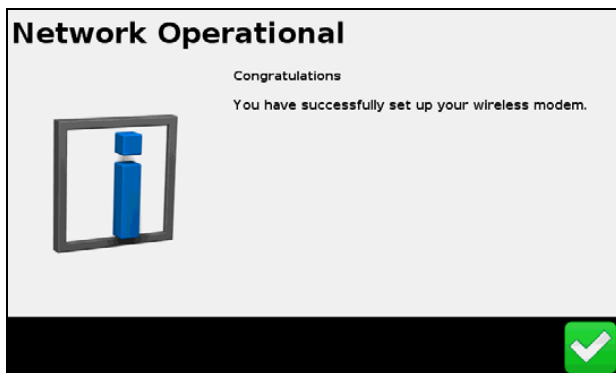 Network Operational
Congratulations
You have successfully set up your wireless modem.